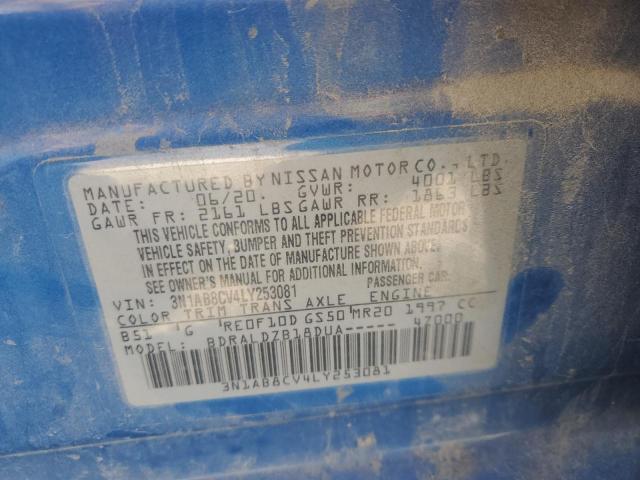 MANUFACTURED BY NISSAN MOTOR CO., LTD.
DATE: 06/20. GVWR: 4001 LBS
GAWR FR: 2161 LBS GAWR RR: 1863 LBS
THIS VEHICLE CONFORMS TO ALL APPLICABLE FEDERAL MOTOR
VEHICLE SAFETY, BUMPER AND THEFT PREVENTION STANDARDS
IN EFFECT ON THE DATE OF MANUFACTURE SHOWN ABOVE.
SEE OWNER'S MANUAL FOR ADDITIONAL INFORMATION.
VIN: 3N1AB8CV4LY253081 PASSENGER CAR
COLOR TRIM TRANS AXLE ENGINE
B51 G RE0F10D GS50 MR20 1997 CC
MODEL: BDRALDZB18DUA----- 47000
3N1AB8CV4LY253081